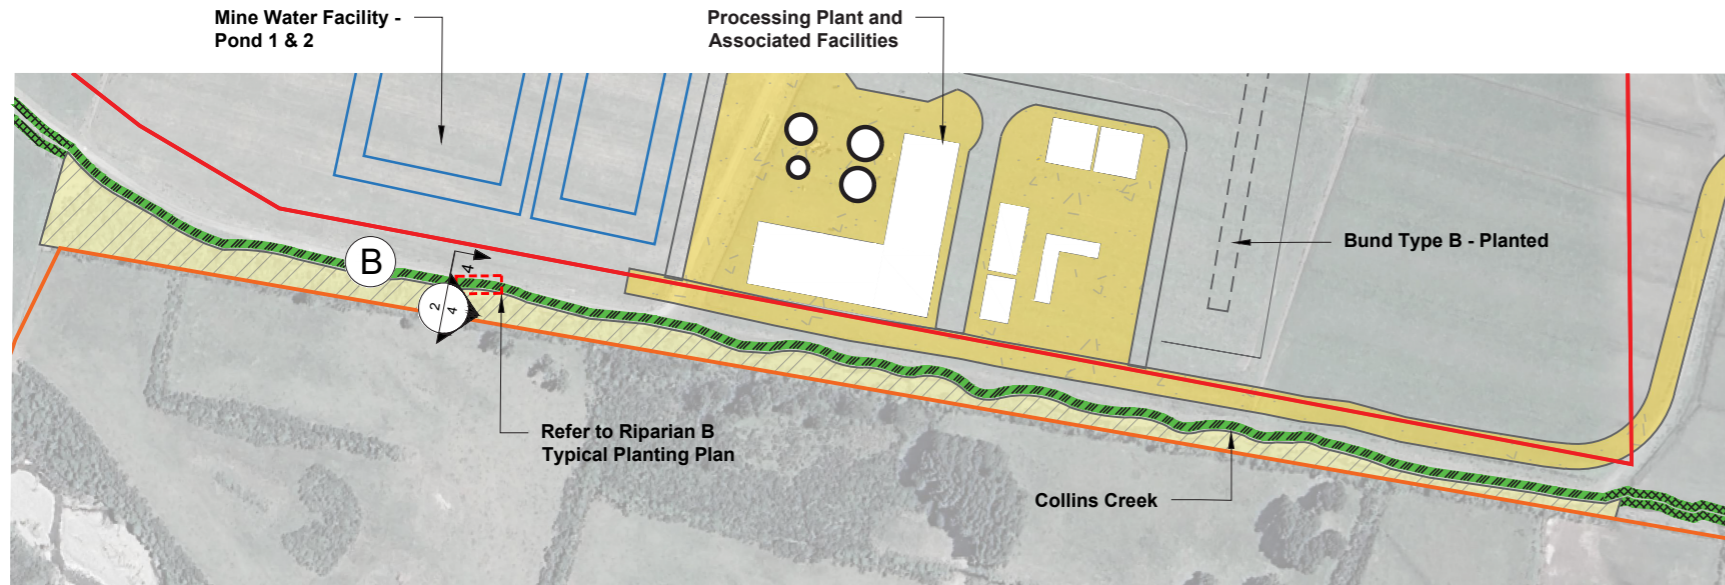 Mine Water Facility -
Pond 1 & 2
Processing Plant and
Associated Facilities
Bund Type B - Planted
B
4
2
4
Refer to Riparian B
Typical Planting Plan
Collins Creek